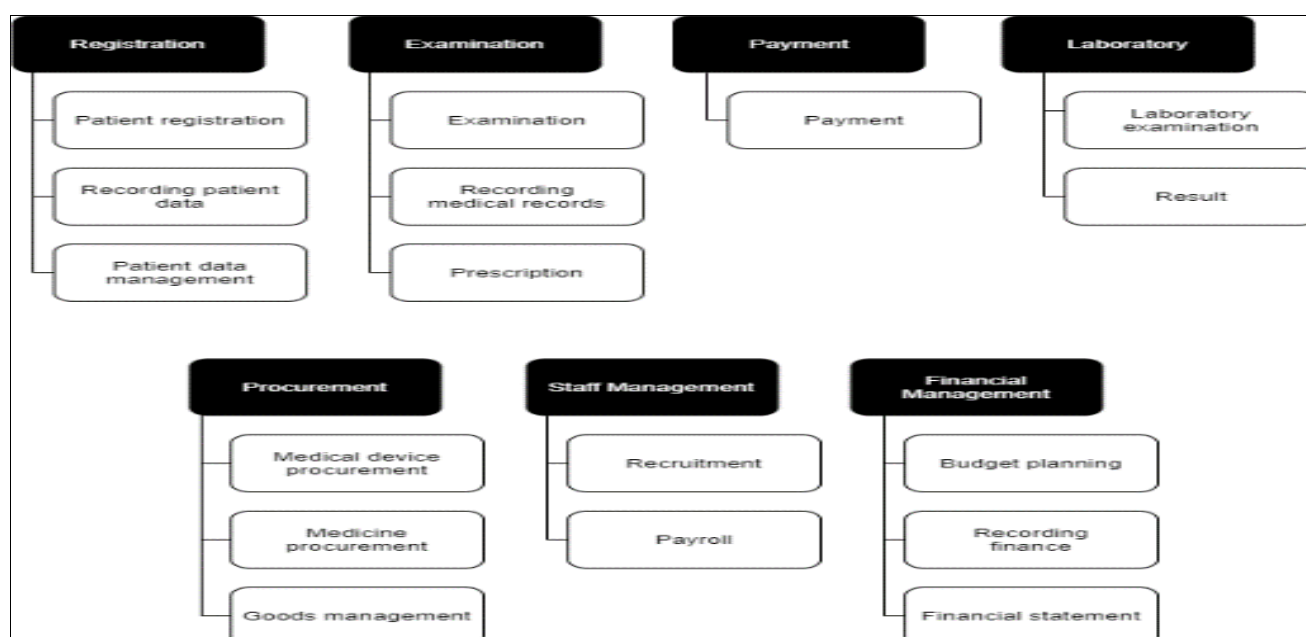 Registration
Patient registration
Recording patient
data
Patient data
management
Examination
Examination
Recording
medical records
Prescription
Payment
Payment
Laboratory
Laboratory
examination
Result
Procurement
Medical device
procurement
Medicine
procurement
Goods management
Staff Management
Recruitment
Payroll
Financial
Management
Budget planning
Recording
finance
Financial statement